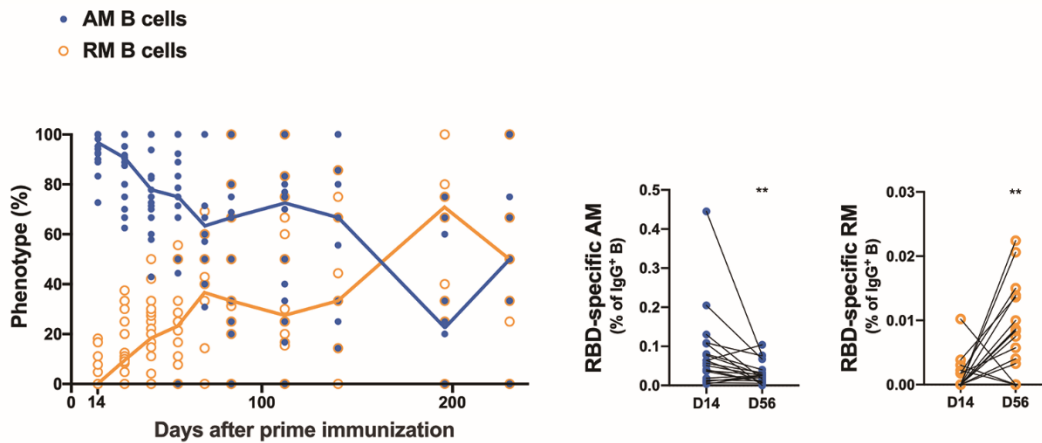 AM B cells
RM B cells
Phenotype (%)
100
80
60
40
20
0
0 14 100 200
Days after prime immunization
RBD-specific AM
(% of IgG+ B)
0.5
0.4
0.3
0.2
0.1
0.0
**
D14 D56
RBD-specific RM
(% of IgG+ B)
0.03
0.02
0.01
0.00
**
D14 D56